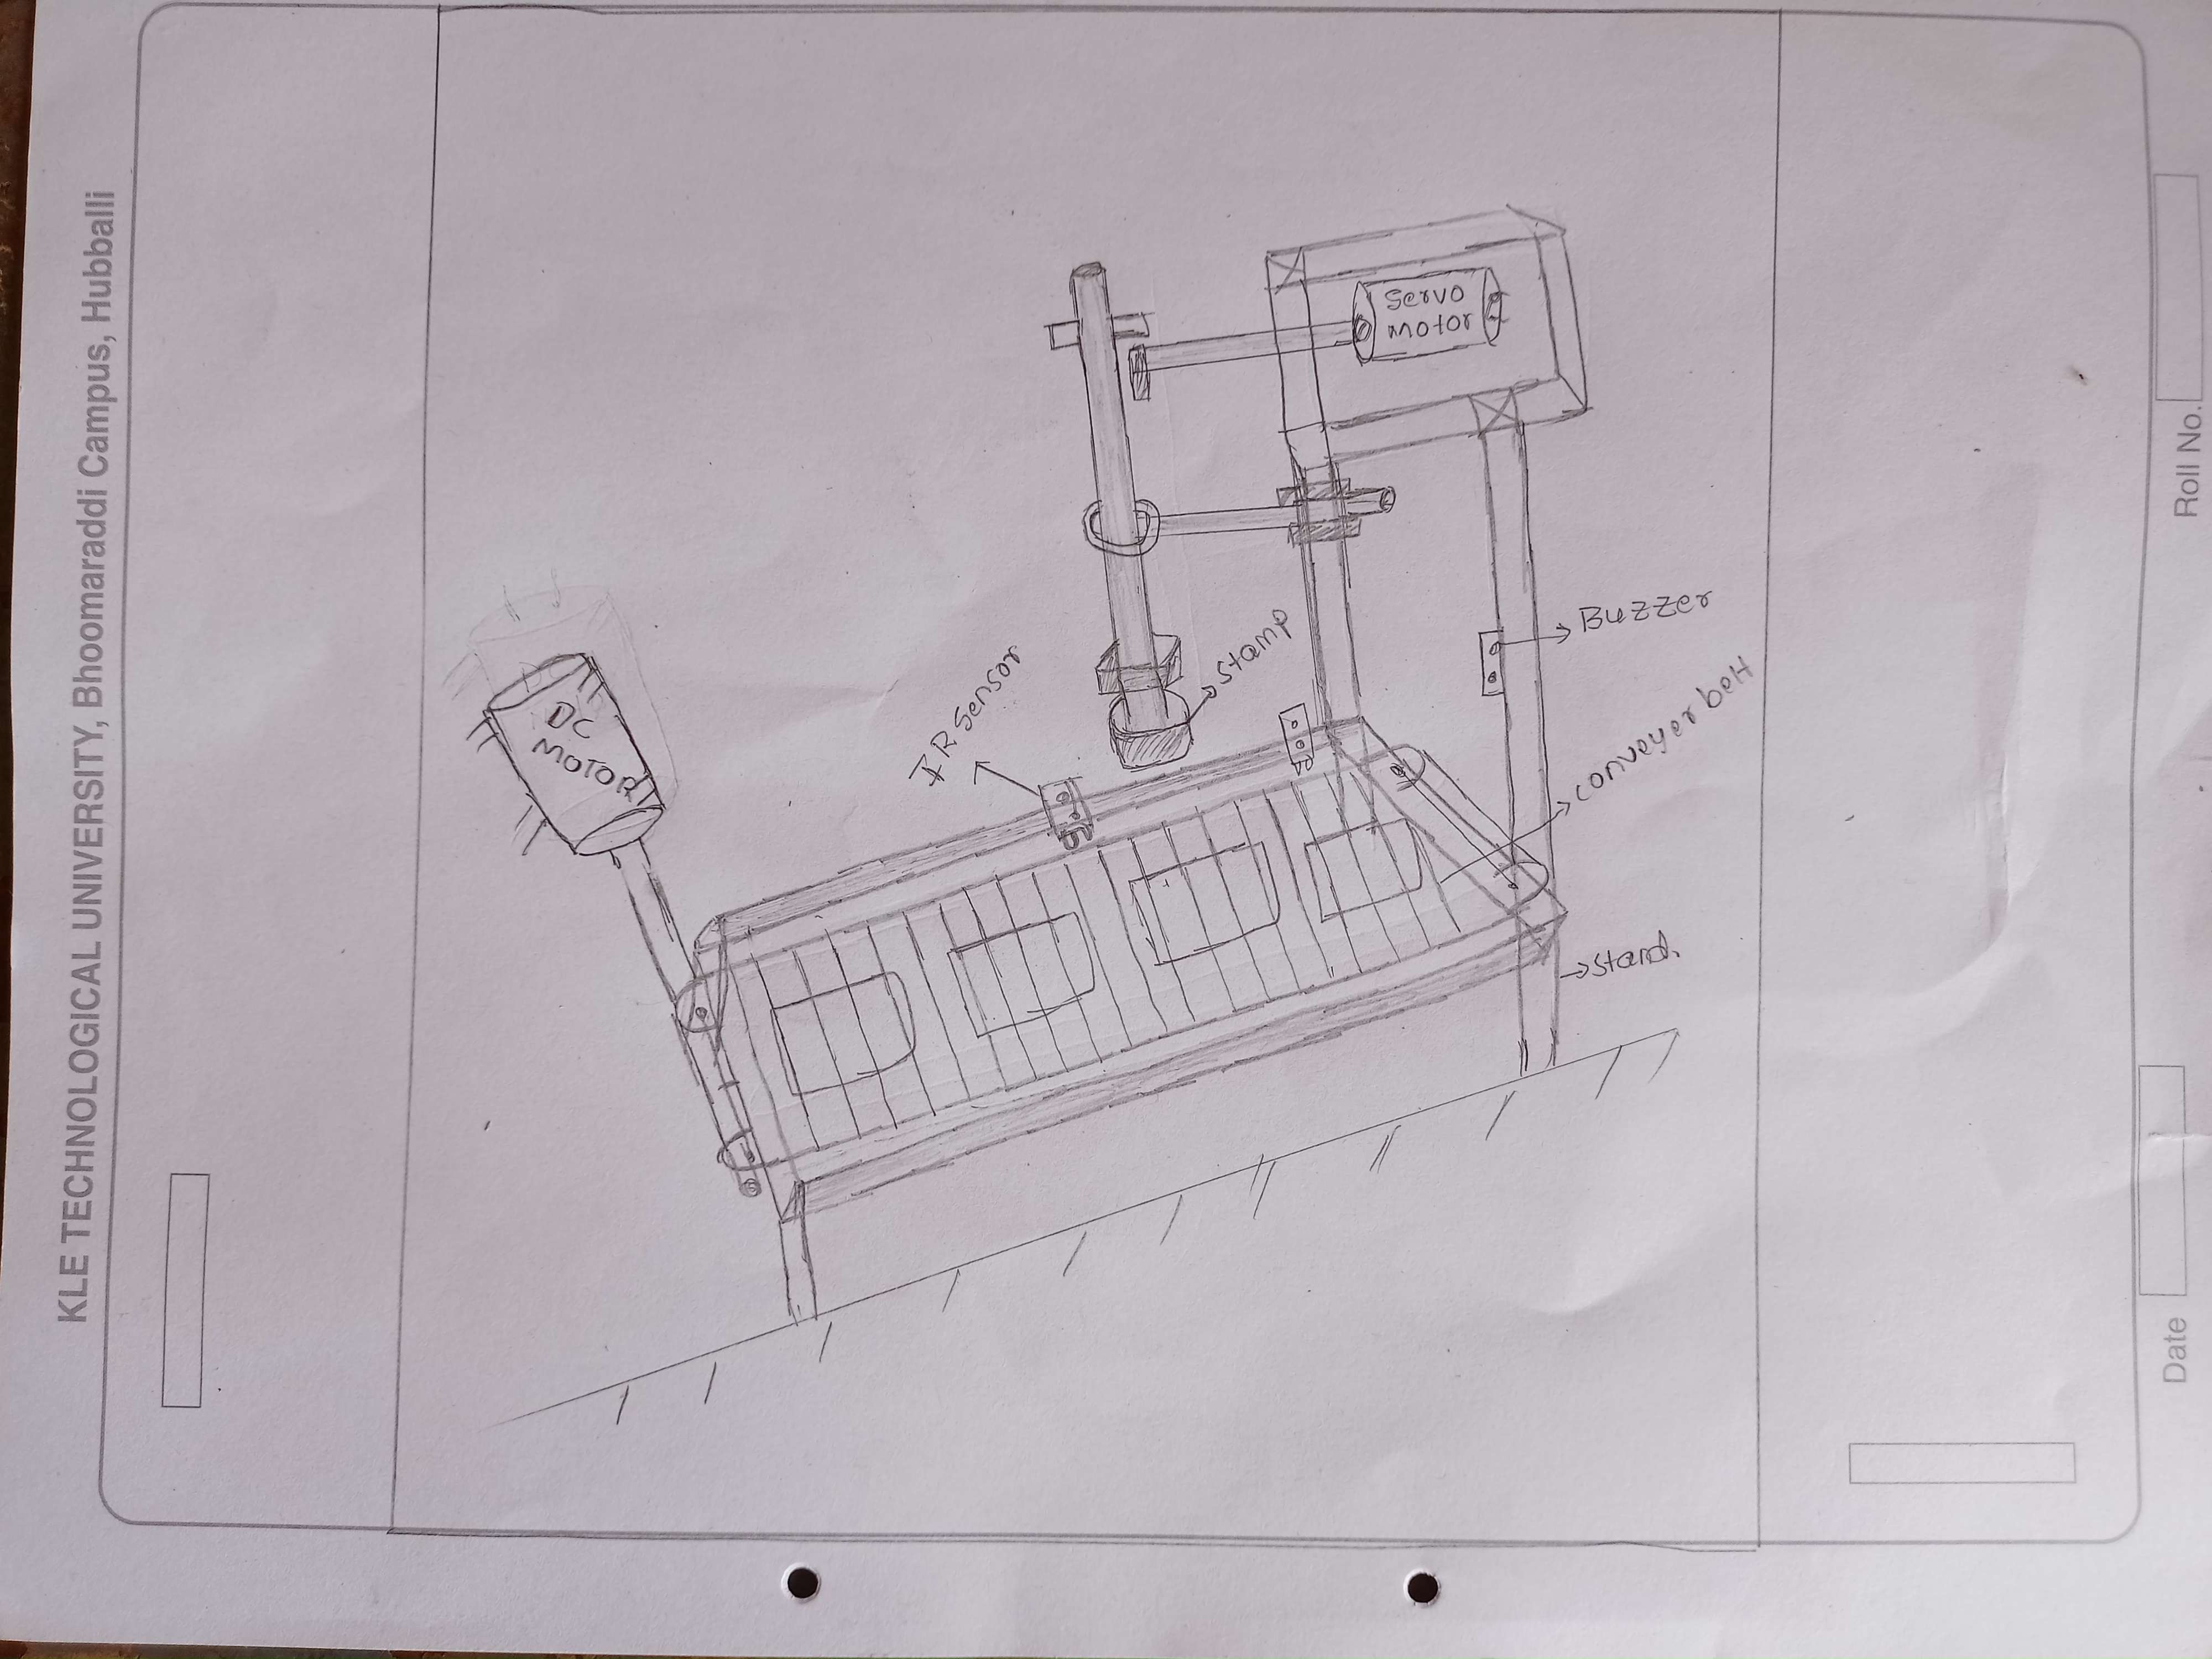 KLE TECHNOLOGICAL UNIVERSITY, Bhoomaraddi Campus, Hubballi
Roll No.
Date
Servo
motor
DC
MOTOR
IR Sensor
Stamp
Buzzer
conveyer belt
Stand